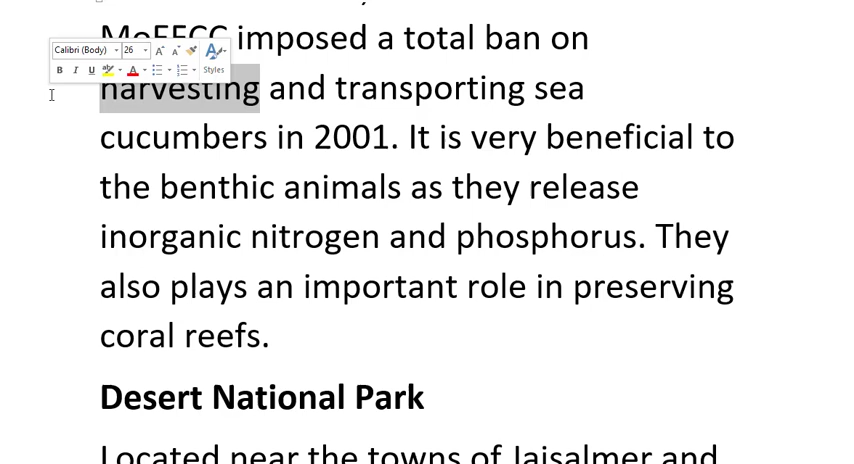 MoEFCC imposed a total ban on
Calibri (Body) 26 A A A
B I U ab A Styles
harvesting and transporting sea
cucumbers in 2001. It is very beneficial to
the benthic animals as they release
inorganic nitrogen and phosphorus. They
also plays an important role in preserving
coral reefs.
Desert National Park
Located near the towns of Jaisalmer and